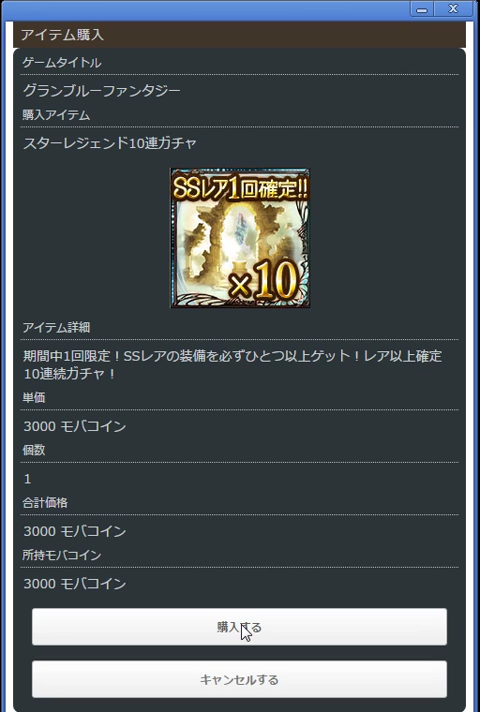 アイテム購入
ゲームタイトル
グランブルーファンタジー
購入アイテム
スターレジェンド10連ガチャ
SSレア1回確定!!
×10
アイテム詳細
期間中1回限定！SSレアの装備を必ずひとつ以上ゲット！レア以上確定
10連続ガチャ！
単価
3000 モバコイン
個数
1
合計価格
3000 モバコイン
所持モバコイン
3000 モバコイン
購入する
キャンセルする